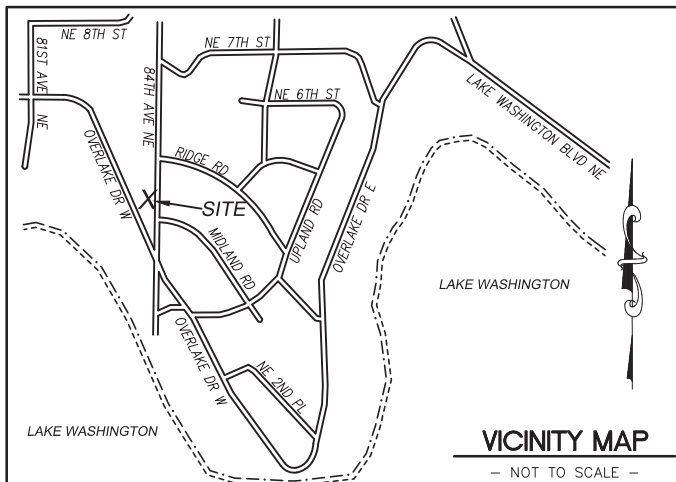 NE 8TH ST
81ST AVE NE
84TH AVE NE
NE 7TH ST
NE 6TH ST
LAKE WASHINGTON BLVD NE
OVERLAKE DR W
RIDGE RD
X
SITE
MIDLAND RD
UPLAND RD
OVERLAKE DR E
LAKE WASHINGTON
OVERLAKE DR W
NE 2ND PL
LAKE WASHINGTON
VICINITY MAP
- NOT TO SCALE -